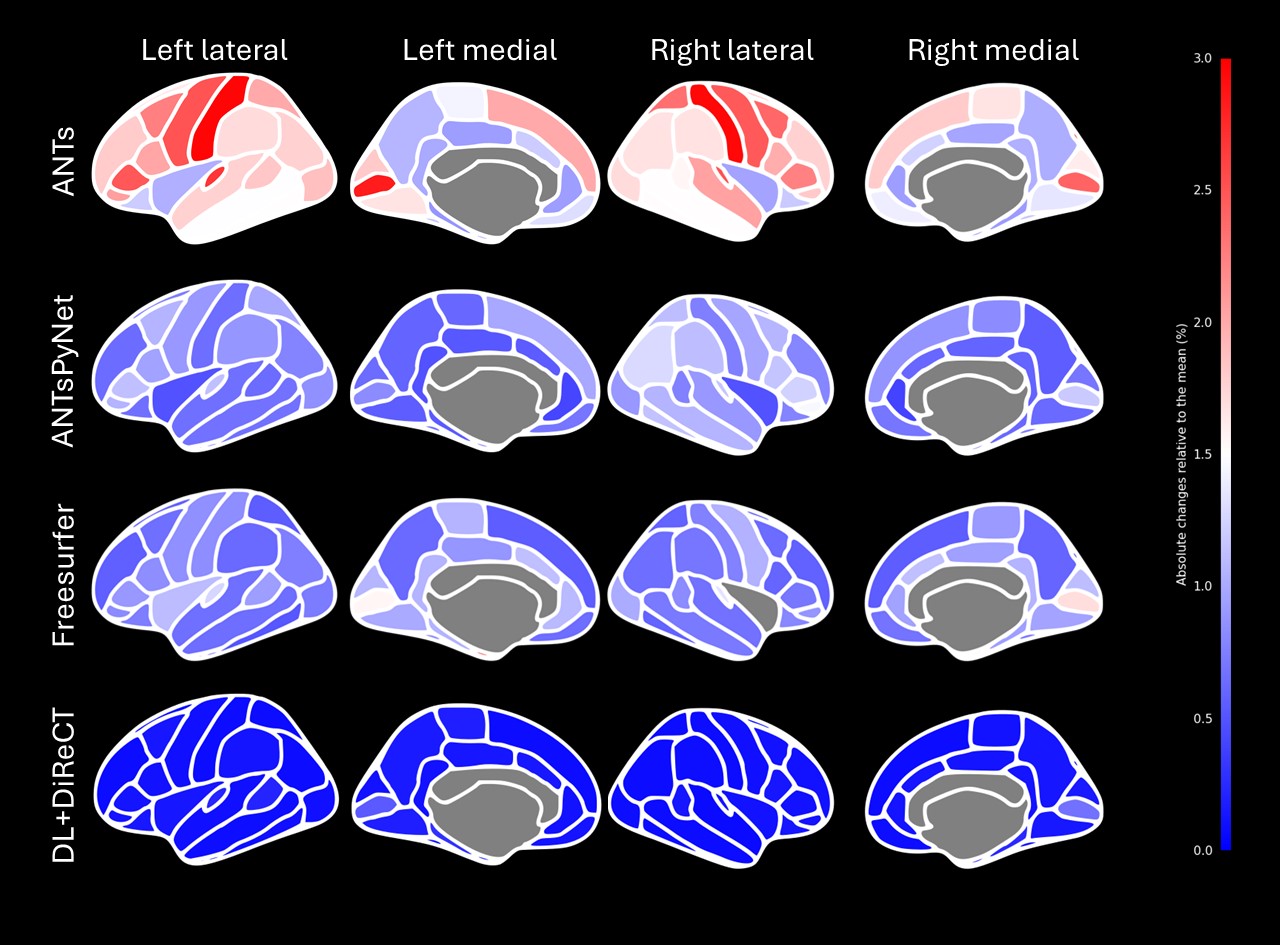 Left lateral
Left medial
Right lateral
Right medial
ANTs
ANTsPyNet
Freesurfer
DL+DiReCT
3.0
2.5
2.0
1.5
1.0
0.5
0.0
Absolute changes relative to the mean (%)